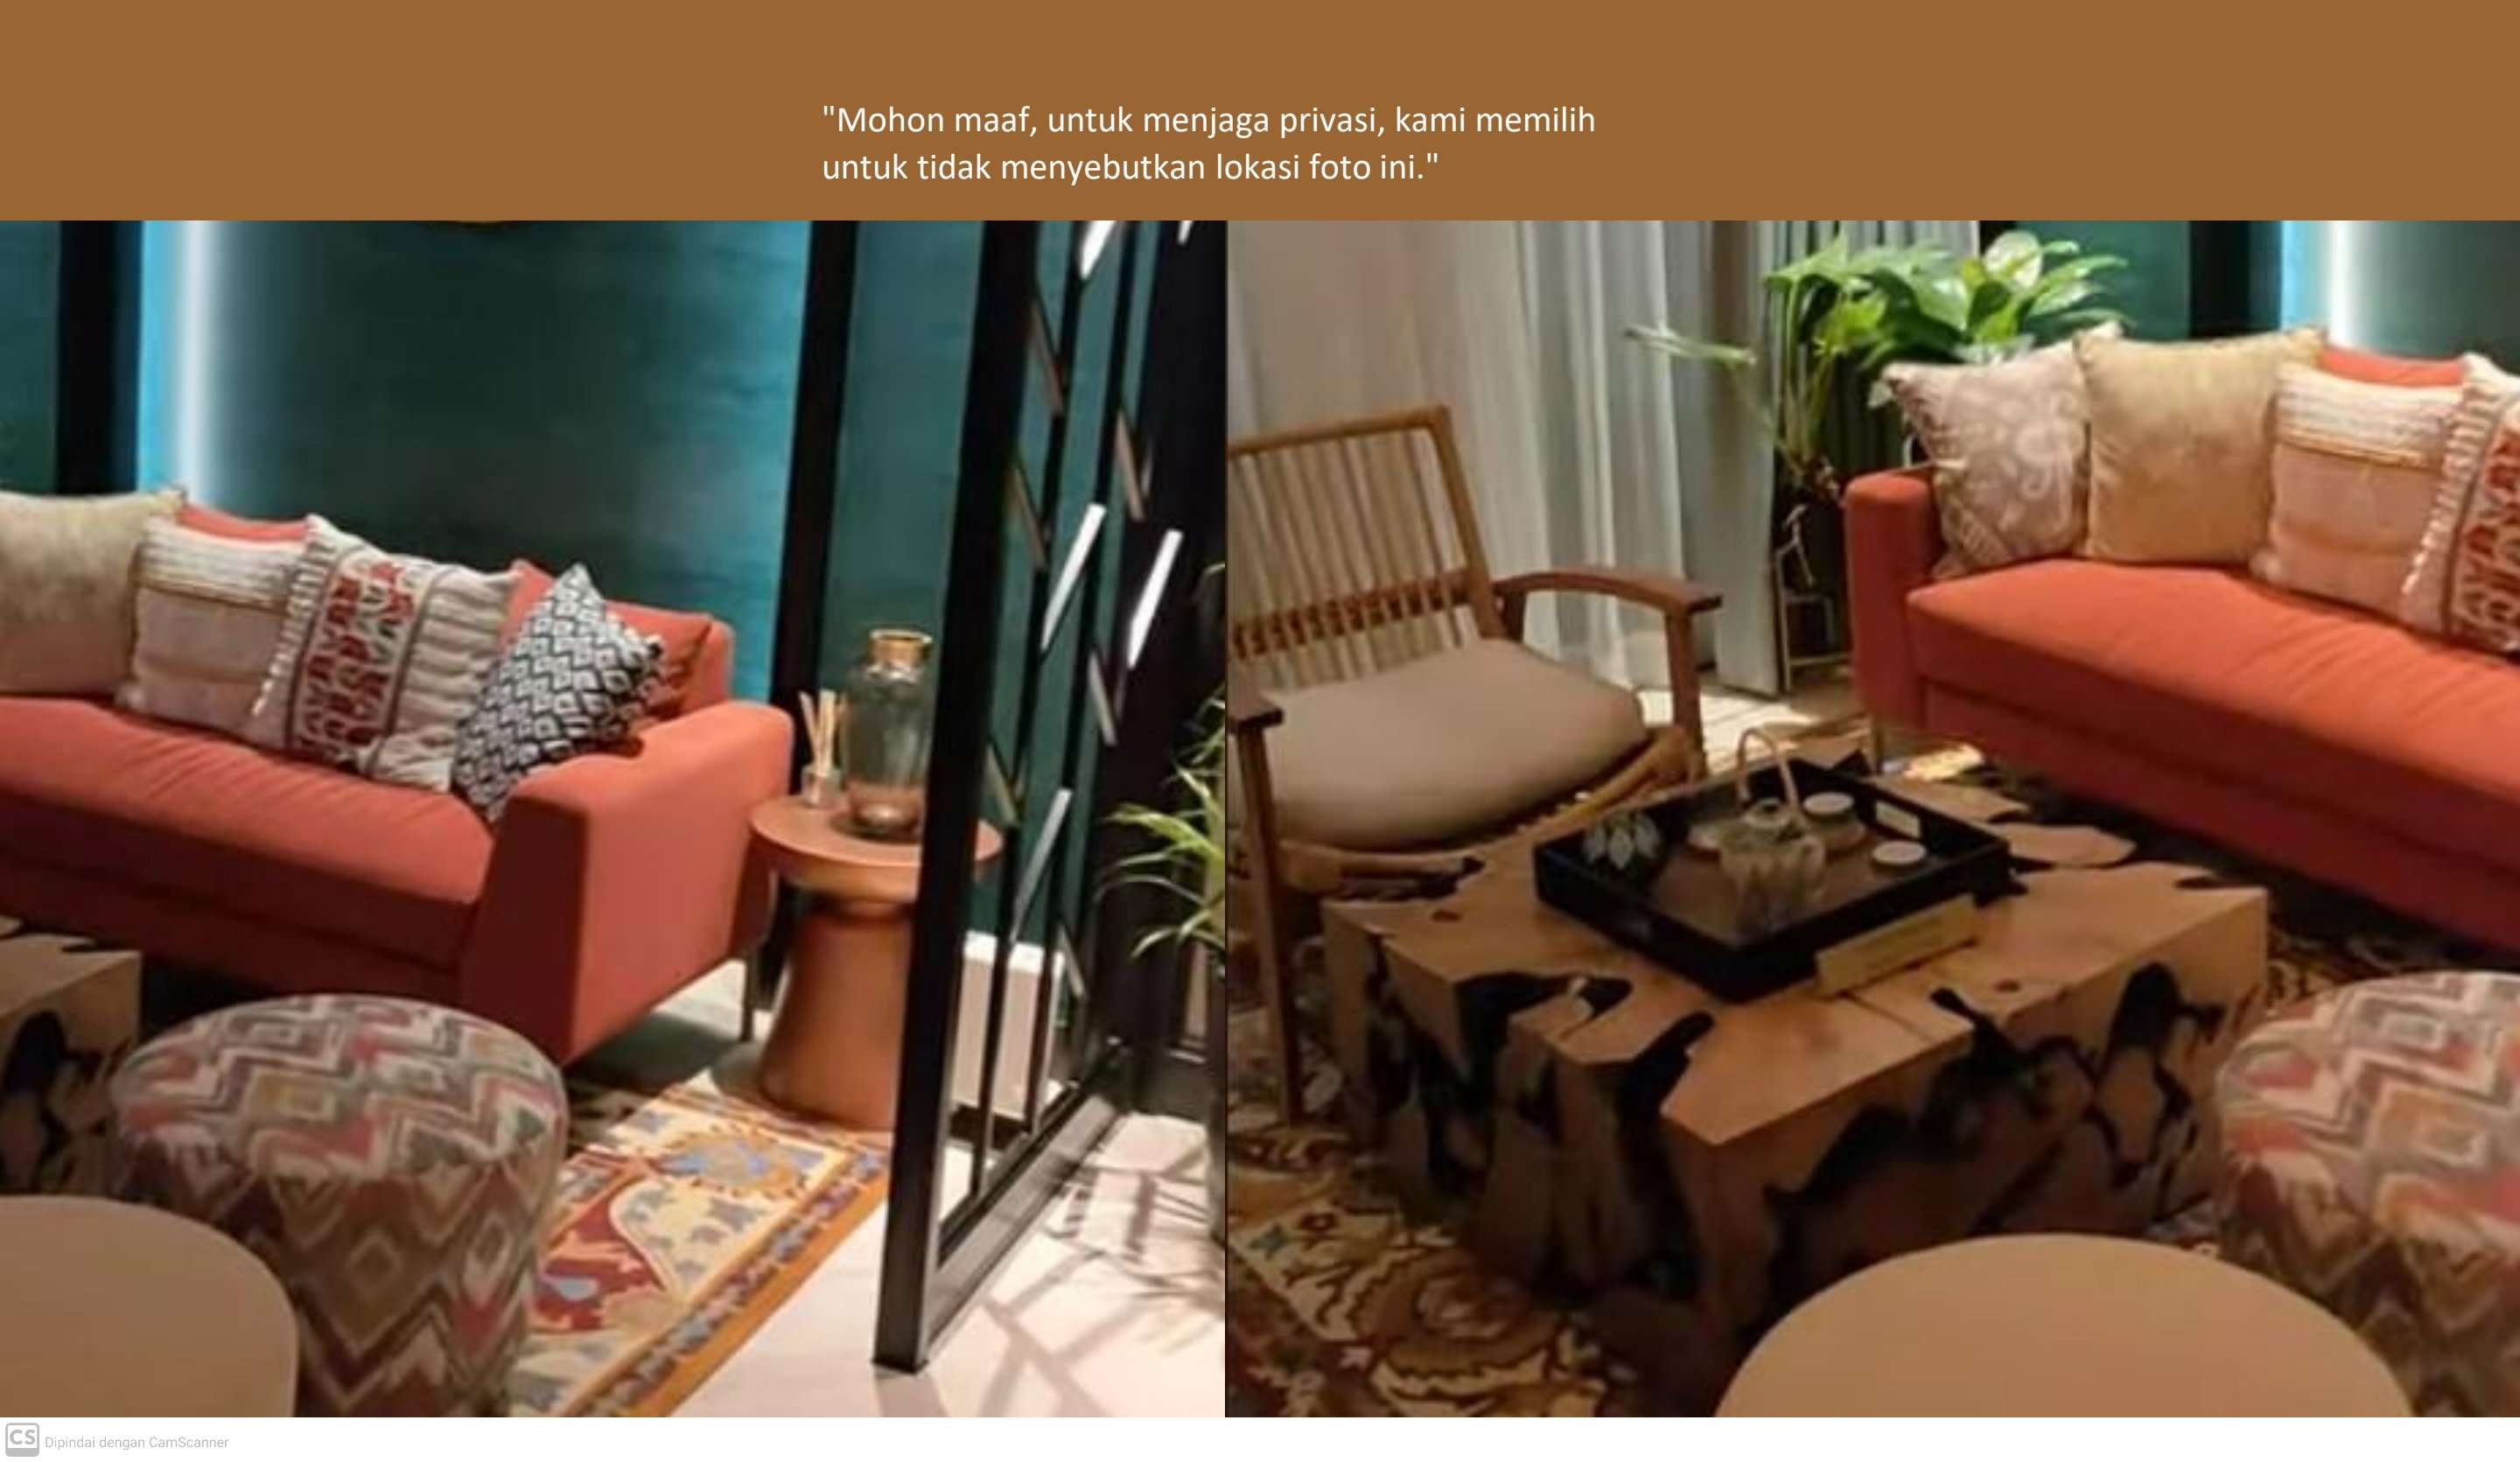 "Mohon maaf, untuk menjaga privasi, kami memilih
untuk tidak menyebutkan lokasi foto ini."
CS Dipindai dengan CamScanner